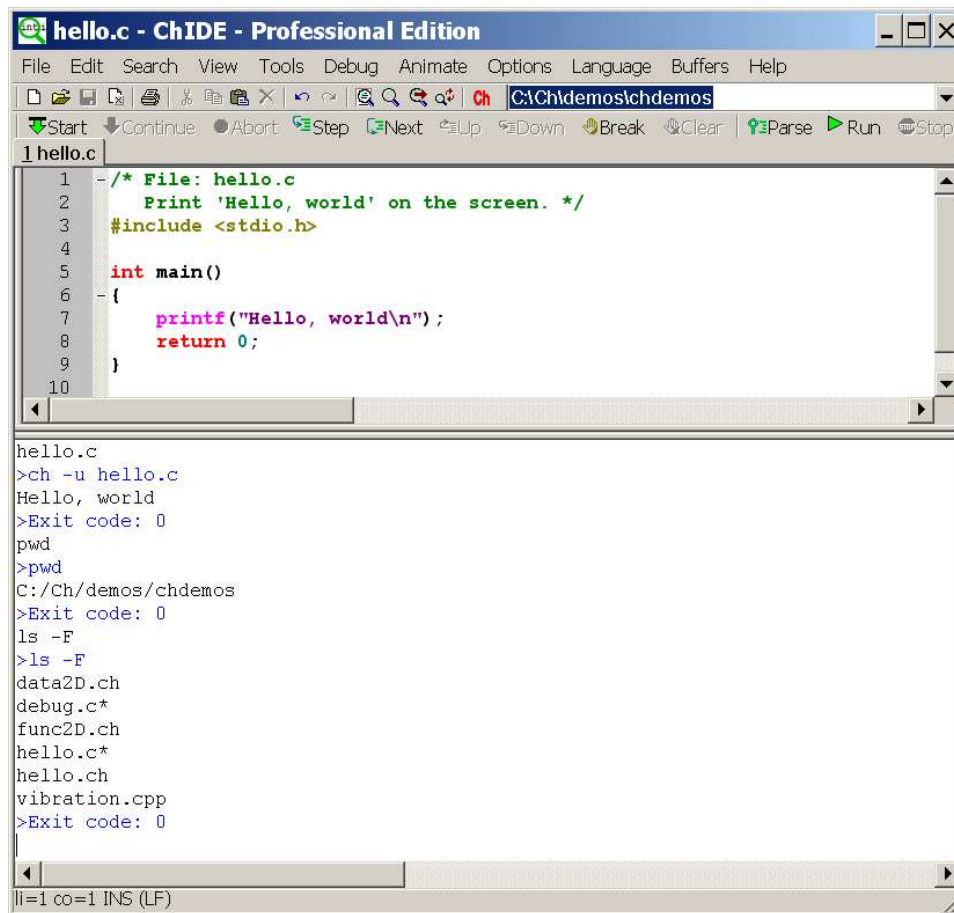 hello.c - ChIDE - Professional Edition
File Edit Search View Tools Debug Animate Options Language Buffers Help
Ch C:\Ch\demos\chdemos
Start Continue Abort Step Next Up Down Break Clear Parse Run Stop
1 hello.c
1 /* File: hello.c
2 Print 'Hello, world' on the screen. */
3 #include <stdio.h>
4
5 int main()
6 {
7 printf("Hello, world\n");
8 return 0;
9 }
10
hello.c
>ch -u hello.c
Hello, world
>Exit code: 0
pwd
>pwd
C:/Ch/demos/chdemos
>Exit code: 0
ls -F
>ls -F
data2D.ch
debug.c*
func2D.ch
hello.c*
hello.ch
vibration.cpp
>Exit code: 0
li=1 co=1 INS (LF)